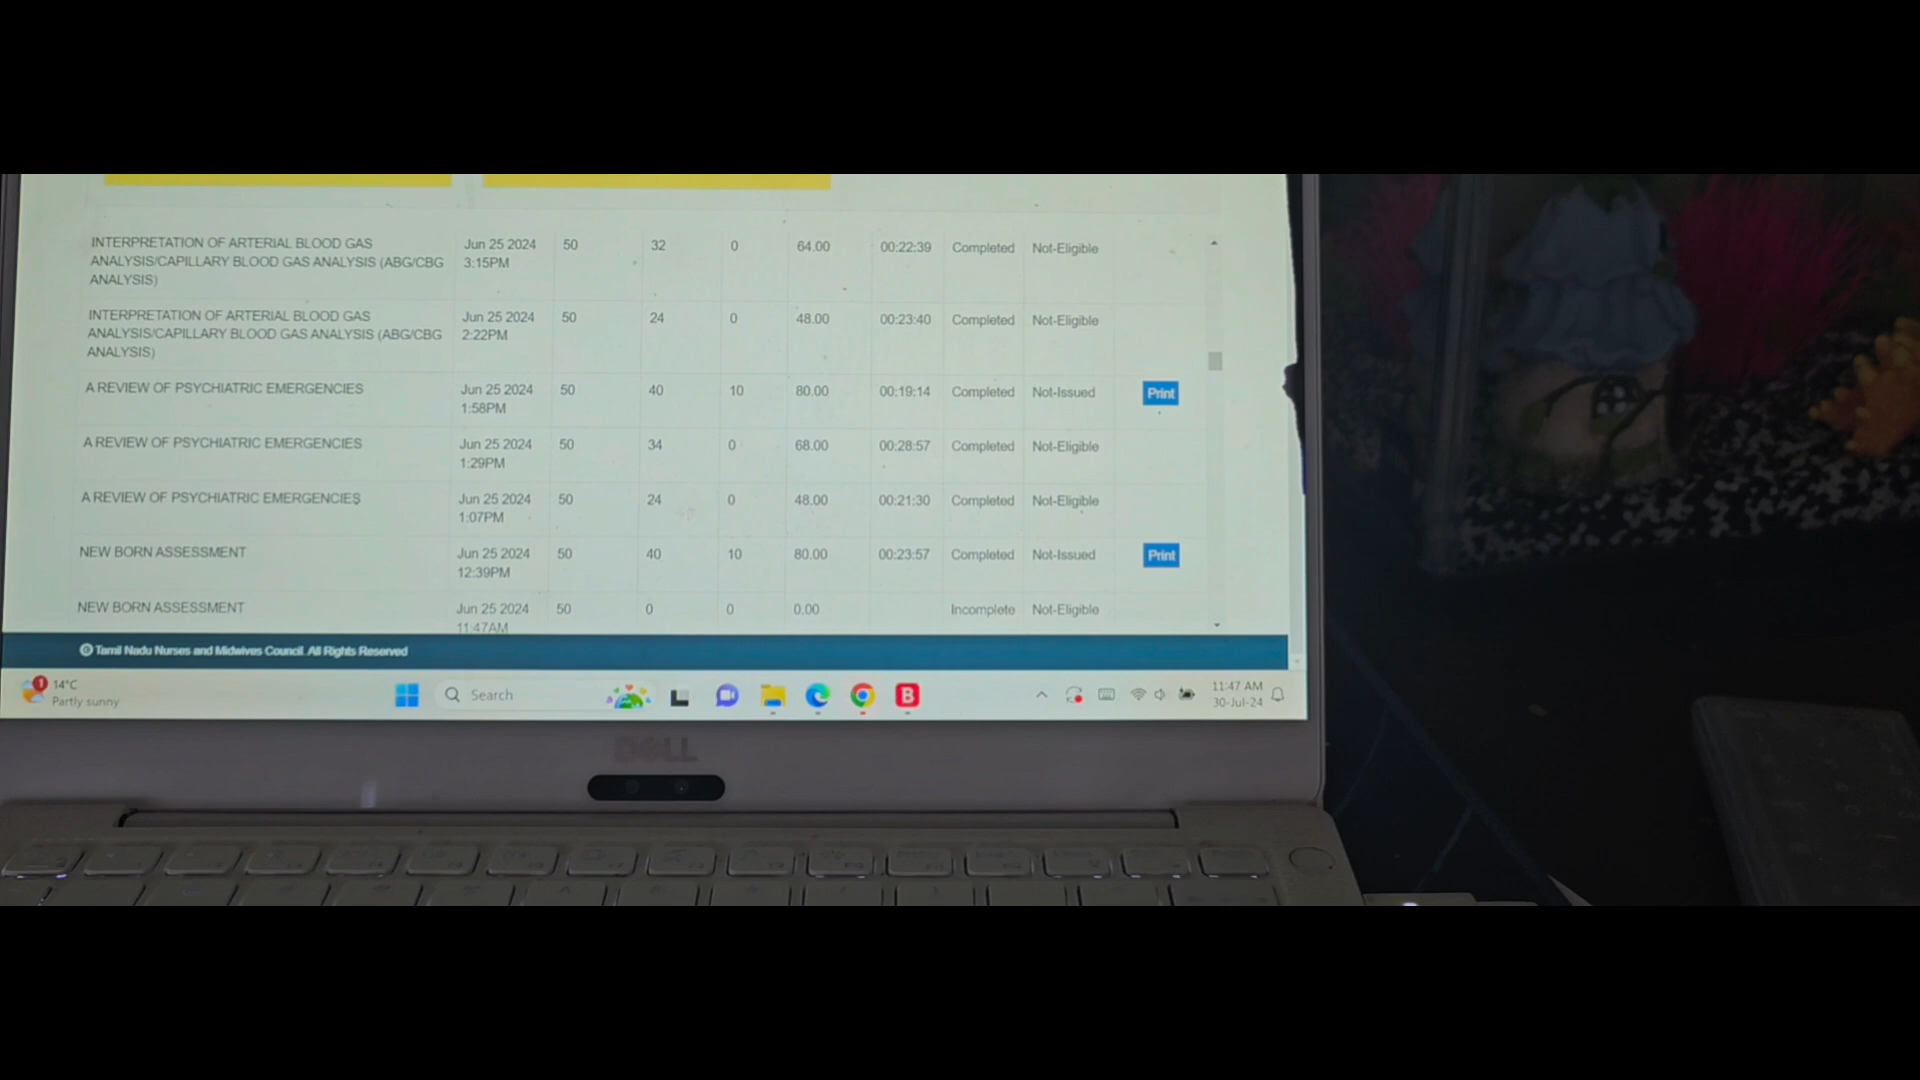 INTERPRETATION OF ARTERIAL BLOOD GAS Jun 25 2024 50 32 0 64.00 00:22:39 Completed Not-Eligible
ANALYSIS/CAPILLARY BLOOD GAS ANALYSIS (ABG/CBG 3:15PM
ANALYSIS)
INTERPRETATION OF ARTERIAL BLOOD GAS Jun 25 2024 50 24 0 48.00 00:23:40 Completed Not-Eligible
ANALYSIS/CAPILLARY BLOOD GAS ANALYSIS (ABG/CBG 2:22PM
ANALYSIS)
A REVIEW OF PSYCHIATRIC EMERGENCIES Jun 25 2024 50 40 10 80.00 00:19:14 Completed Not-Issued Print
1:58PM
A REVIEW OF PSYCHIATRIC EMERGENCIES Jun 25 2024 50 34 0 68.00 00:28:57 Completed Not-Eligible
1:29PM
A REVIEW OF PSYCHIATRIC EMERGENCIES Jun 25 2024 50 24 0 48.00 00:21:30 Completed Not-Eligible
1:07PM
NEW BORN ASSESSMENT Jun 25 2024 50 40 10 80.00 00:23:57 Completed Not-Issued Print
12:39PM
NEW BORN ASSESSMENT Jun 25 2024 50 0 0 0.00 Incomplete Not-Eligible
11:47AM
© Tamil Nadu Nurses and Midwives Council. All Rights Reserved
1 14°C
Partly sunny
Search
B
11:47 AM
30-Jul-24
DELL